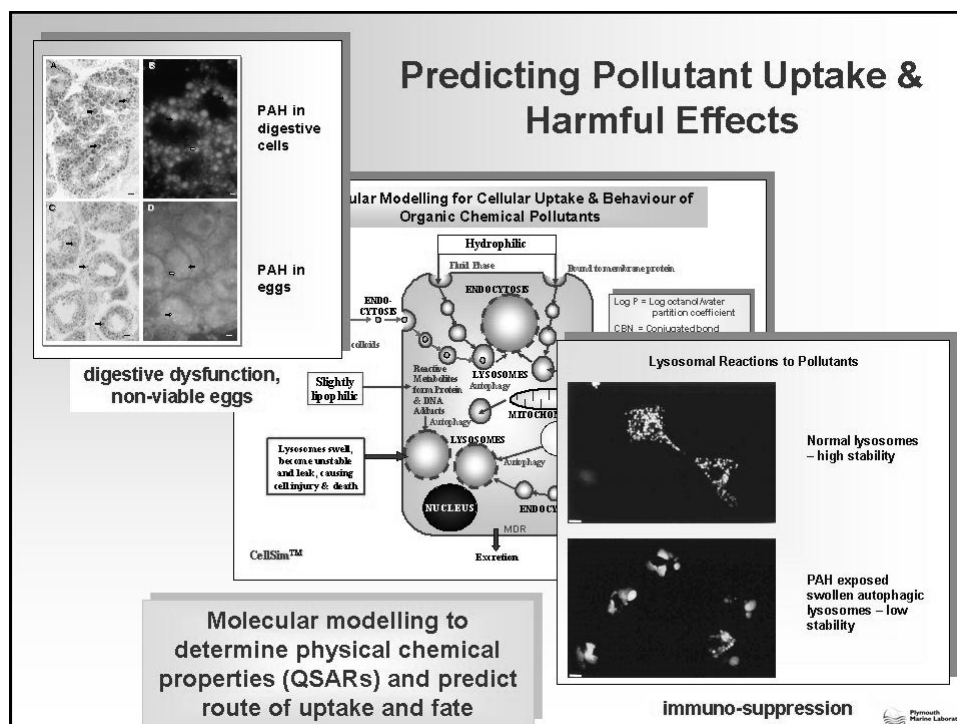 Predicting Pollutant Uptake &
Harmful Effects
A
B
C
D
PAH in
digestive
cells
PAH in
eggs
digestive dysfunction,
non-viable eggs
Modelling for Cellular Uptake & Behaviour of
Organic Chemical Pollutants
Hydrophilic
Fluid Phase
Bound to membrane protein
ENDOCYTOSIS
ENDO-
CYTOSIS
colloids
LYSOSOMES
Autophagy
Reactive
Metabolites
form Protein
& DNA
Adducts
Autophagy
Slightly
lipophilic
LYSOSOMES
Autophagy
Lysosomes swell,
become unstable
and leak, causing
cell injury & death
NUCLEUS
MDR
Excretion
CellSim™
Log P = Log octanol/water
partition coefficient
CBN = Conjugated bond
Lysosomal Reactions to Pollutants
Normal lysosomes
– high stability
PAH exposed
swollen autophagic
lysosomes – low
stability
immuno-suppression
Molecular modelling to
determine physical chemical
properties (QSARs) and predict
route of uptake and fate
Plymouth
Marine